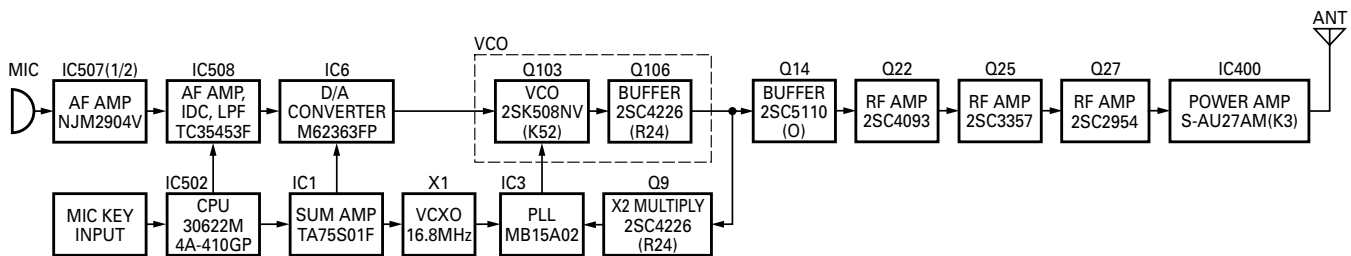 ANT
VCO
MIC
IC507(1/2)
AF AMP
NJM2904V
IC508
AF AMP,
IDC, LPF
TC35453F
IC6
D/A
CONVERTER
M62363FP
Q103
VCO
2SK508NV
(K52)
Q106
BUFFER
2SC4226
(R24)
Q14
BUFFER
2SC5110
(O)
Q22
RF AMP
2SC4093
Q25
RF AMP
2SC3357
Q27
RF AMP
2SC2954
IC400
POWER AMP
S-AU27AM(K3)
MIC KEY
INPUT
IC502
CPU
30622M
4A-410GP
IC1
SUM AMP
TA75S01F
X1
VCXO
16.8MHz
IC3
PLL
MB15A02
Q9
X2 MULTIPLY
2SC4226
(R24)